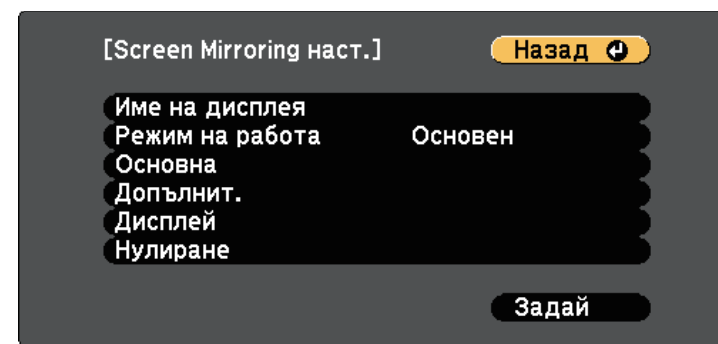 [Screen Mirroring наст.] Назад
Име на дисплея
Режим на работа Основен
Основна
Допълнит.
Дисплей
Нулиране
Задай